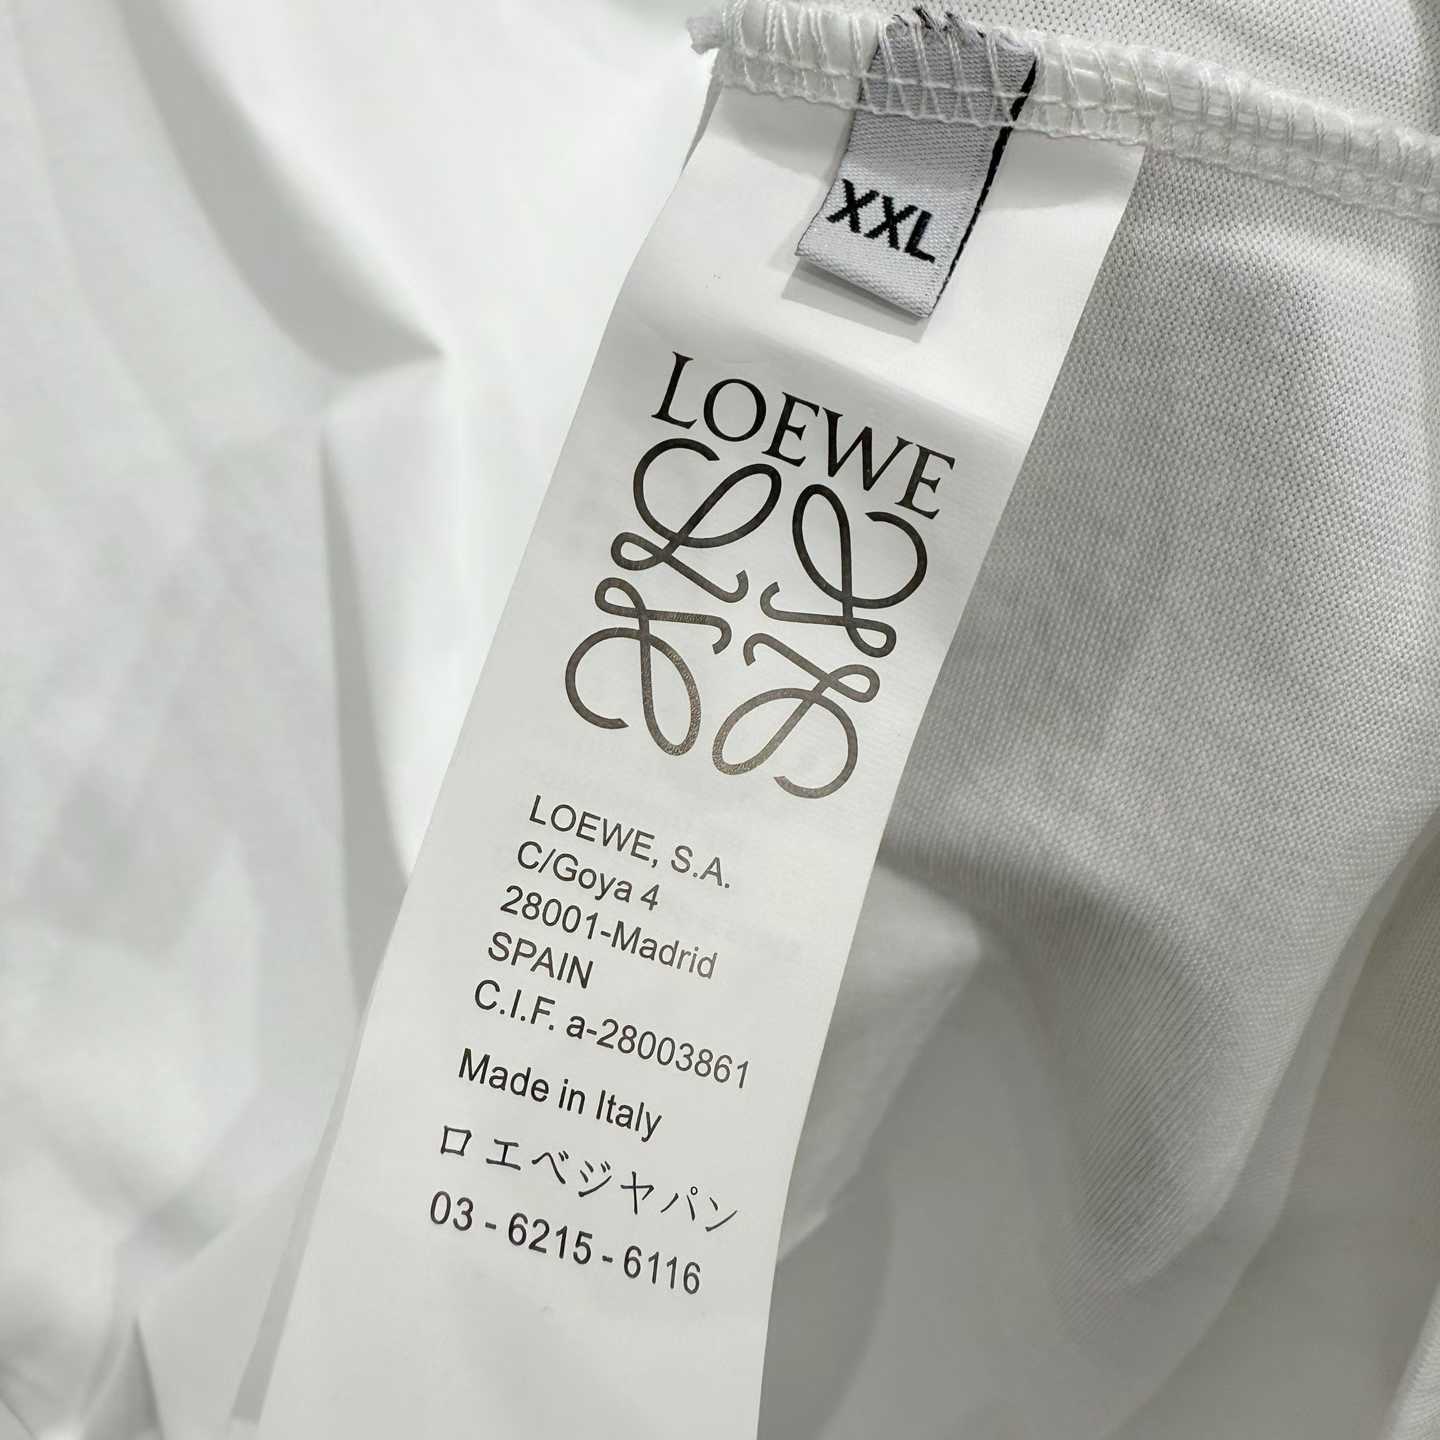 XXL
LOEWE
LOEWE, S.A.
C/Goya 4
28001-Madrid
SPAIN
C.I.F. a-28003861
Made in Italy
ロエベジャパン
03 - 6215 - 6116